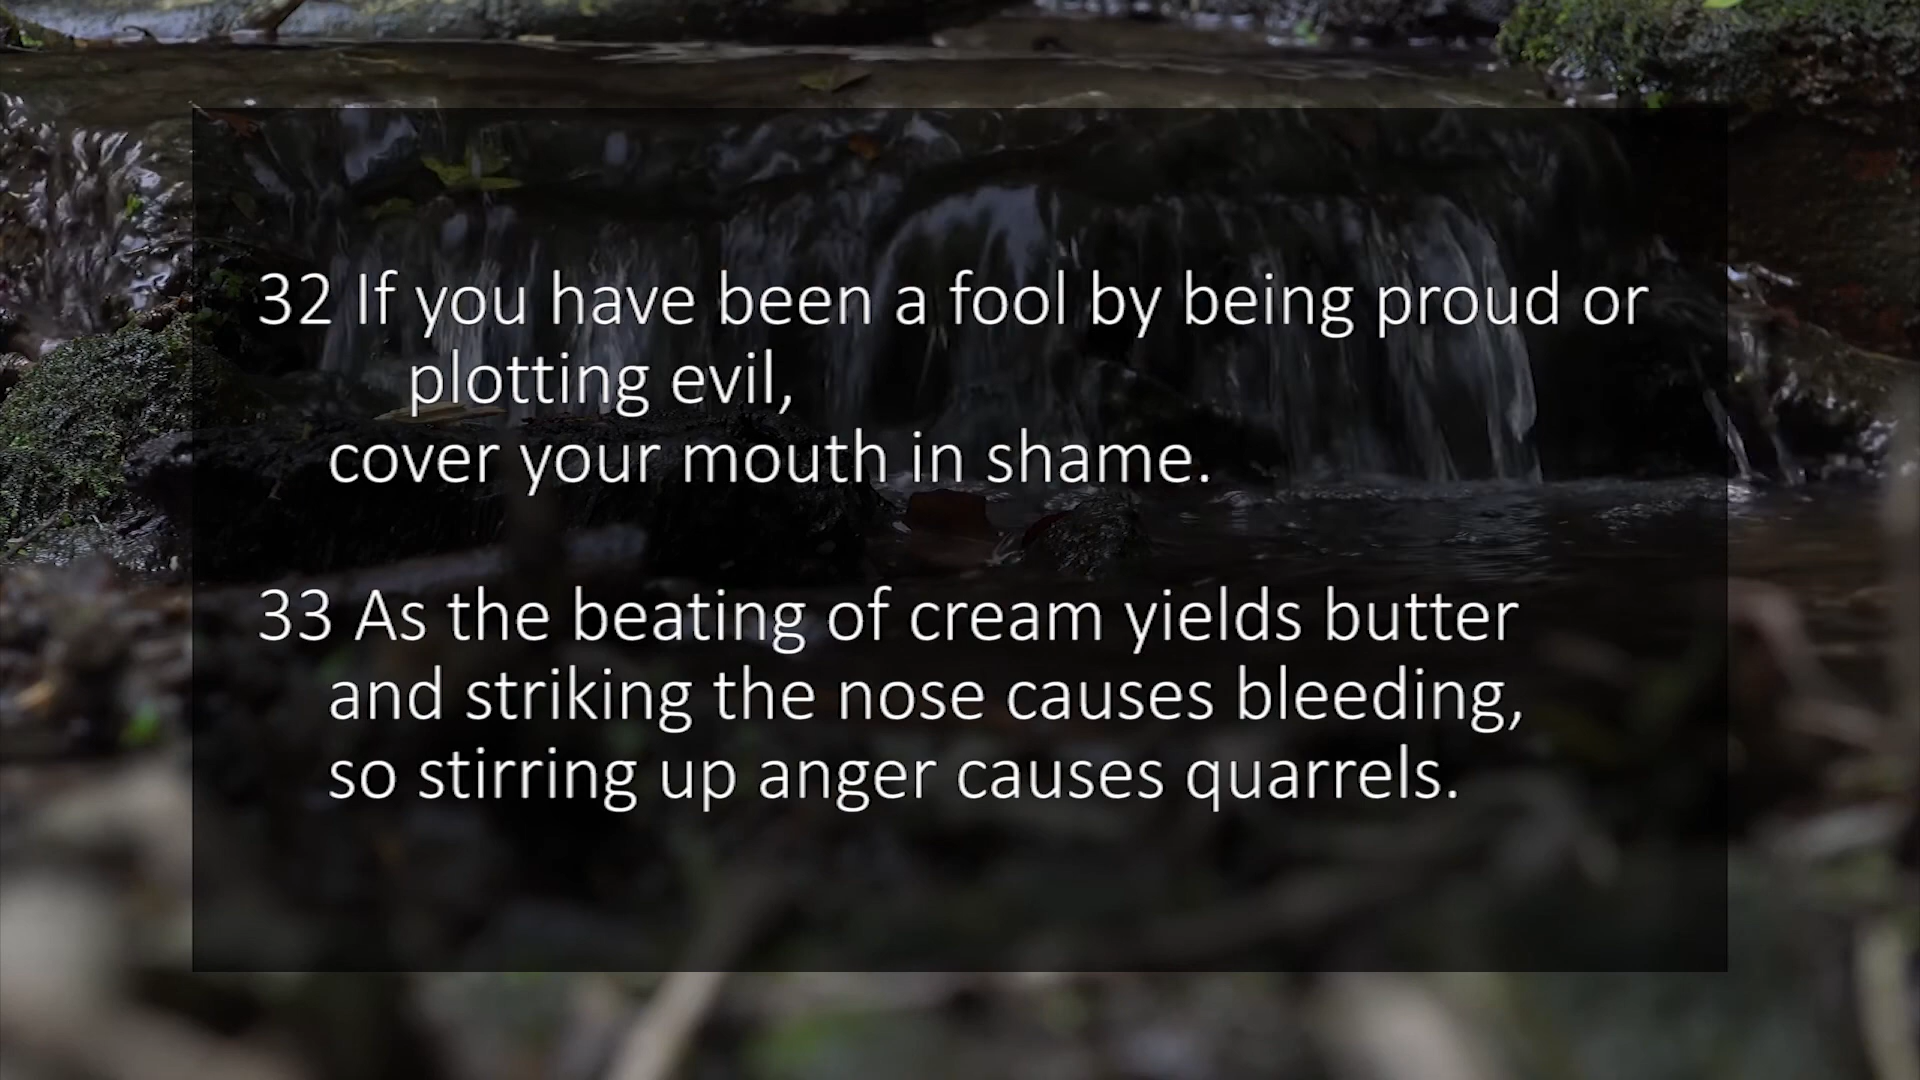 32 If you have been a fool by being proud or
plotting evil,
cover your mouth in shame.
33 As the beating of cream yields butter
and striking the nose causes bleeding,
so stirring up anger causes quarrels.